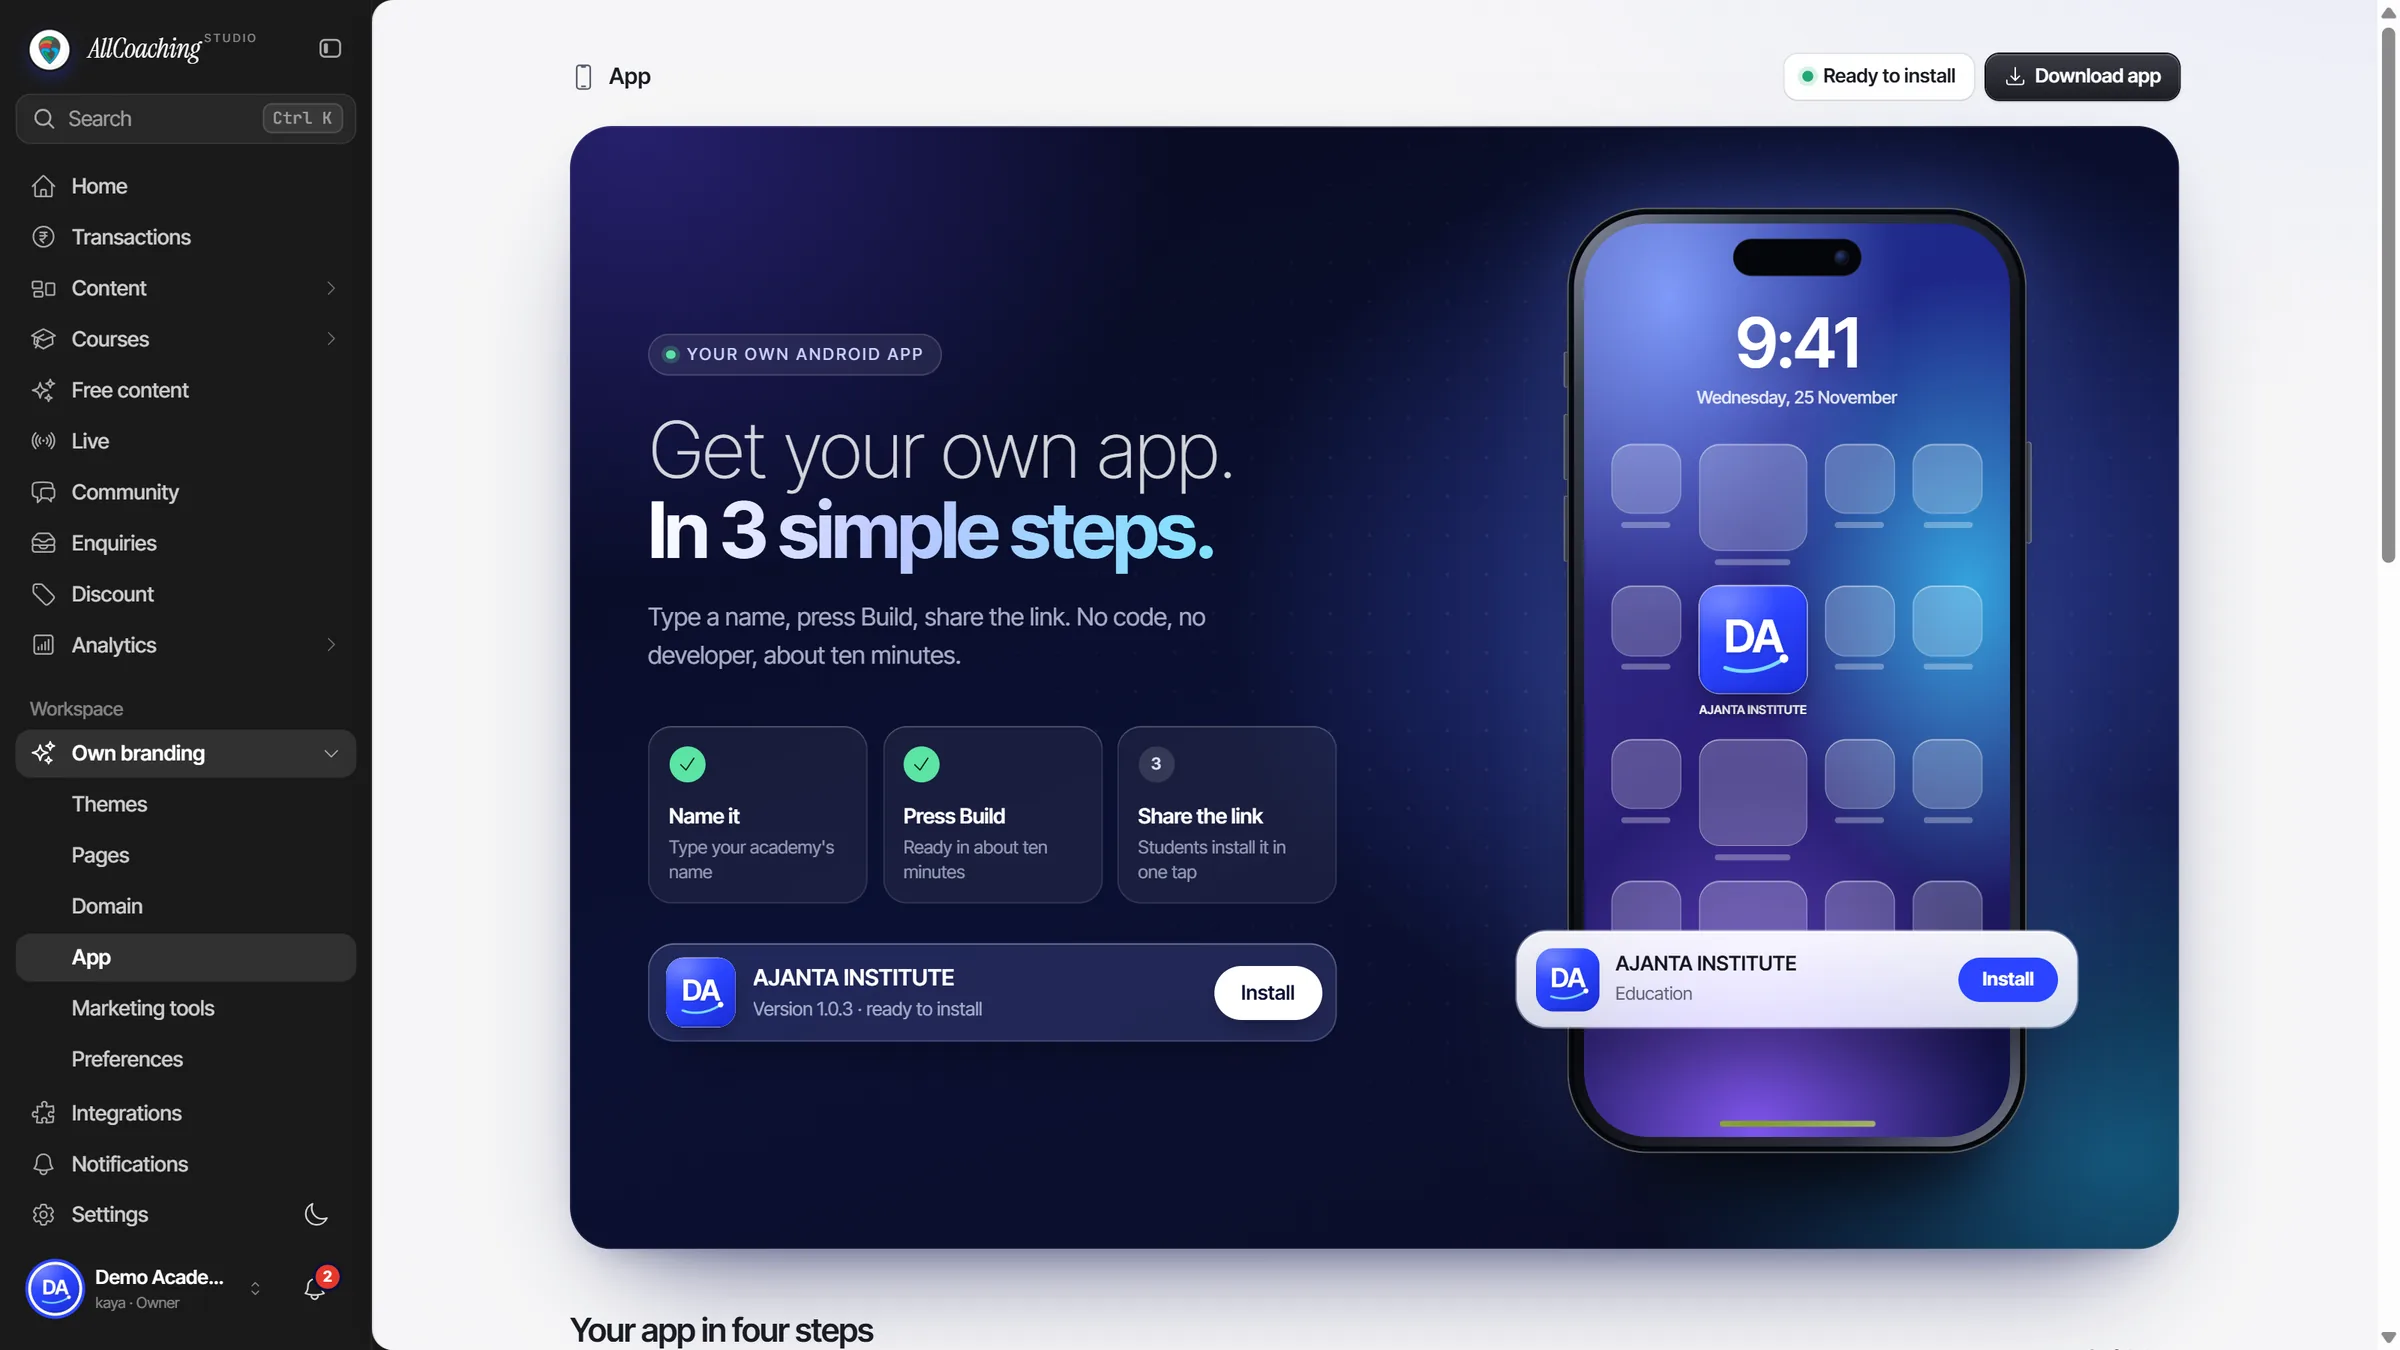 AllCoaching STUDIO
Search
Ctrl K
Home
Transactions
Content
Courses
Free content
Live
Community
Enquiries
Discount
Analytics
Workspace
Own branding
Themes
Pages
Domain
App
Marketing tools
Preferences
Integrations
Notifications
Settings
DA
Demo Acade...
kaya · Owner
2
App
Ready to install
Download app
YOUR OWN ANDROID APP
Get your own app.
In 3 simple steps.
Type a name, press Build, share the link. No code, no
developer, about ten minutes.
Name it
Type your academy's
name
Press Build
Ready in about ten
minutes
3
Share the link
Students install it in
one tap
DA
AJANTA INSTITUTE
Version 1.0.3 · ready to install
Install
9:41
Wednesday, 25 November
DA
AJANTA INSTITUTE
DA
AJANTA INSTITUTE
Education
Install
Your app in four steps